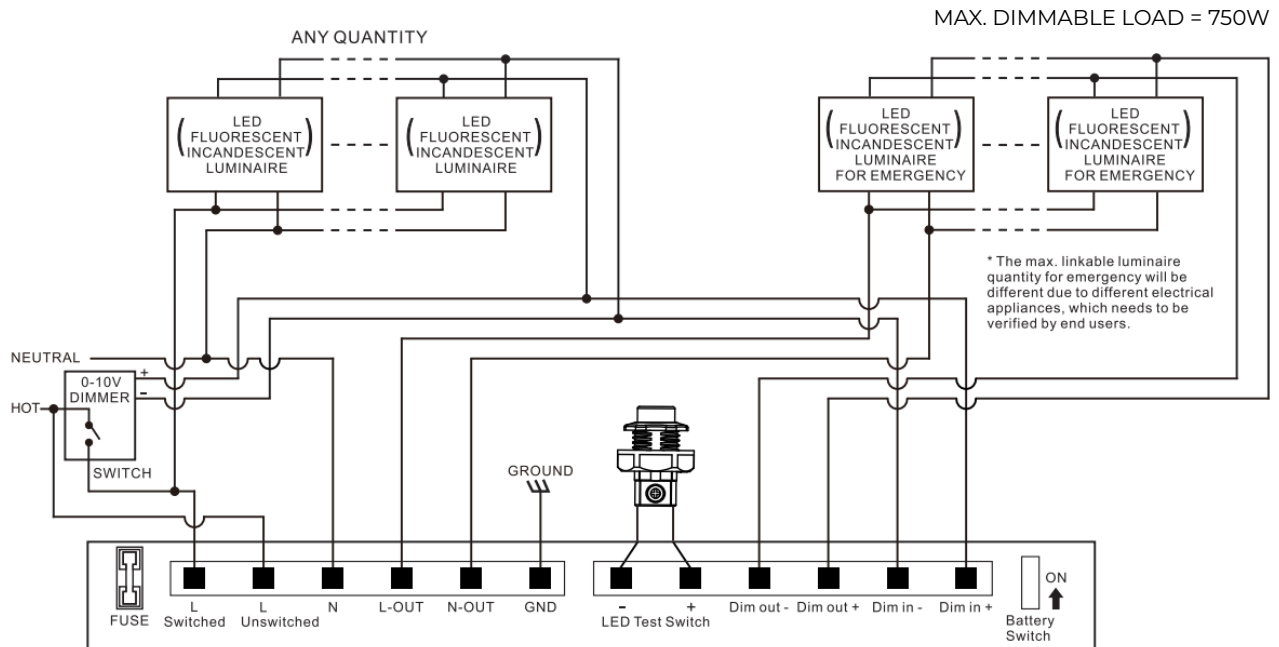 MAX. DIMMABLE LOAD = 750W
ANY QUANTITY
LED
FLUORESCENT
INCANDESCENT
LUMINAIRE
LED
FLUORESCENT
INCANDESCENT
LUMINAIRE
LED
FLUORESCENT
INCANDESCENT
LUMINAIRE
FOR EMERGENCY
LED
FLUORESCENT
INCANDESCENT
LUMINAIRE
FOR EMERGENCY
* The max. linkable luminaire
quantity for emergency will be
different due to different electrical
appliances, which needs to be
verified by end users.
NEUTRAL
+
-
0-10V
DIMMER
HOT
SWITCH
GROUND
FUSE
L
Switched
L
Unswitched
N
L-OUT
N-OUT
GND
-
+
LED Test Switch
Dim out -
Dim out +
Dim in -
Dim in +
ON
Battery
Switch